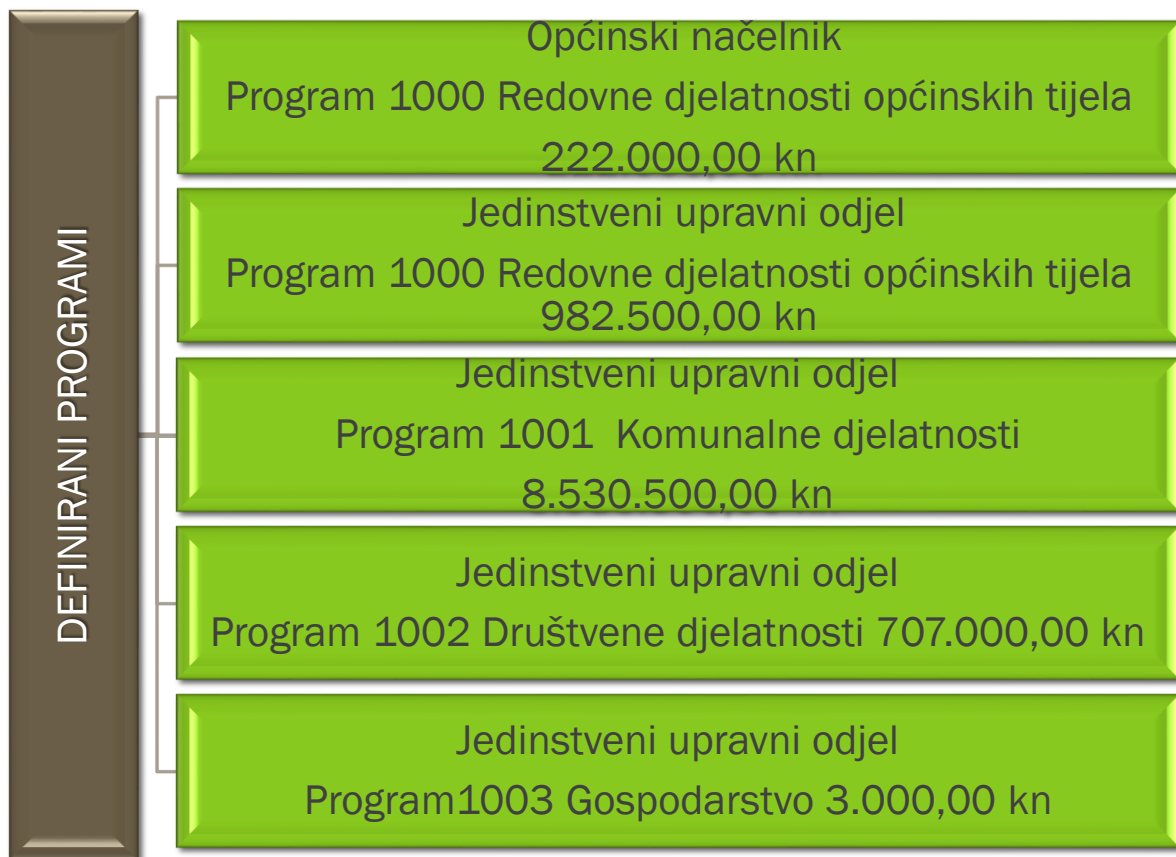 DEFINIRANI PROGRAMI
Općinski načelnik
Program 1000 Redovne djelatnosti općinskih tijela
222.000,00 kn
Jedinstveni upravni odjel
Program 1000 Redovne djelatnosti općinskih tijela
982.500,00 kn
Jedinstveni upravni odjel
Program 1001 Komunalne djelatnosti
8.530.500,00 kn
Jedinstveni upravni odjel
Program 1002 Društvene djelatnosti 707.000,00 kn
Jedinstveni upravni odjel
Program1003 Gospodarstvo 3.000,00 kn